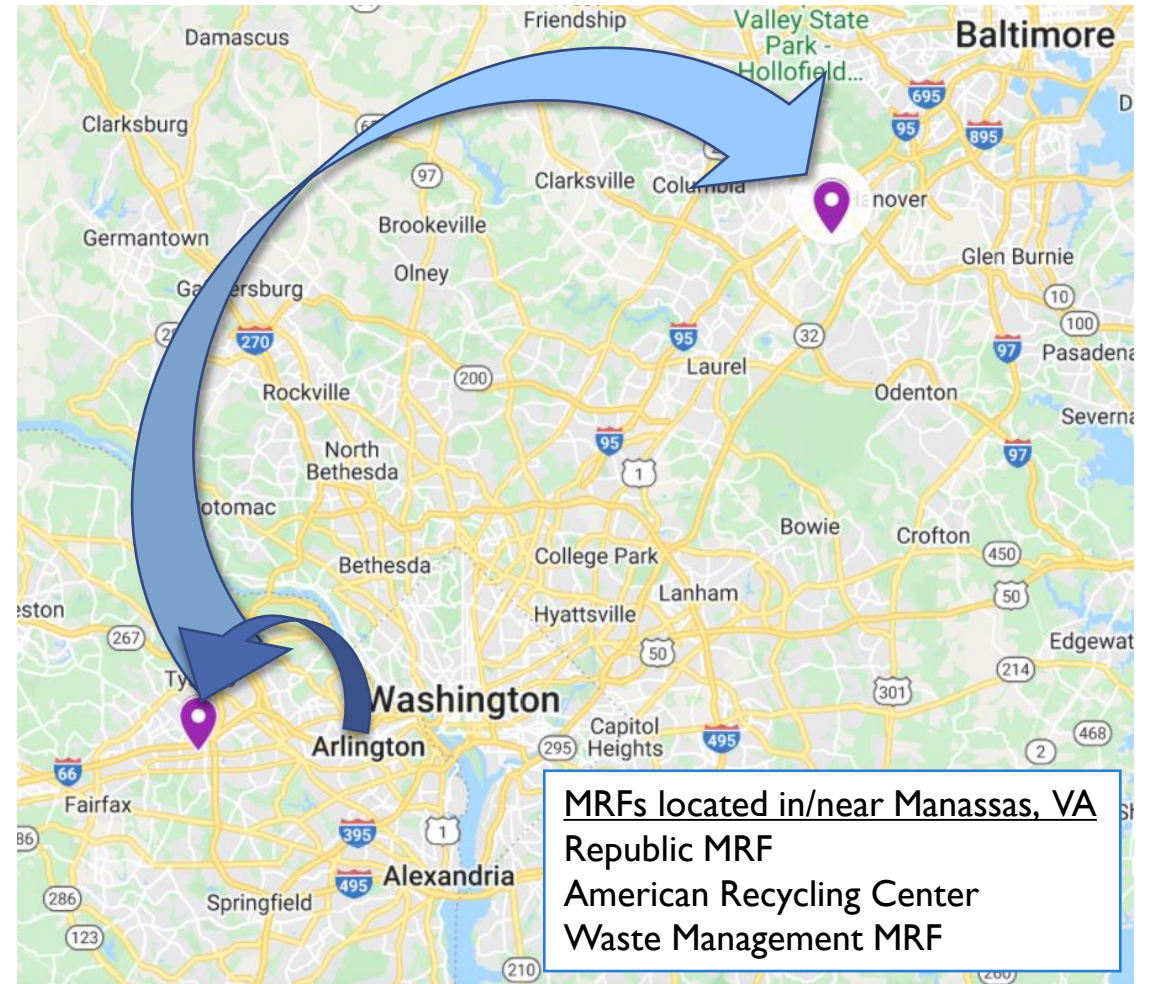 Friendship
Valley State
Park -
Hollofield...
Baltimore
Damascus
695
Clarksburg
95
895
97
Clarksville
Columbia
Brookeville
Germantown
Olney
Glen Burnie
10
270
95
32
100
97
Pasadena
Laurel
200
Rockville
Odenton
95
North
Bethesda
1
97
otomac
Bowie
Crofton
College Park
450
Bethesda
Lanham
50
eston
Hyattsville
267
50
Edgewat
214
301
Washington
Capitol
Heights
Arlington
295
495
468
2
66
Fairfax
MRFs located in/near Manassas, VA
Republic MRF
American Recycling Center
Waste Management MRF
86
395
1
495
Alexandria
286
Springfield
123
210